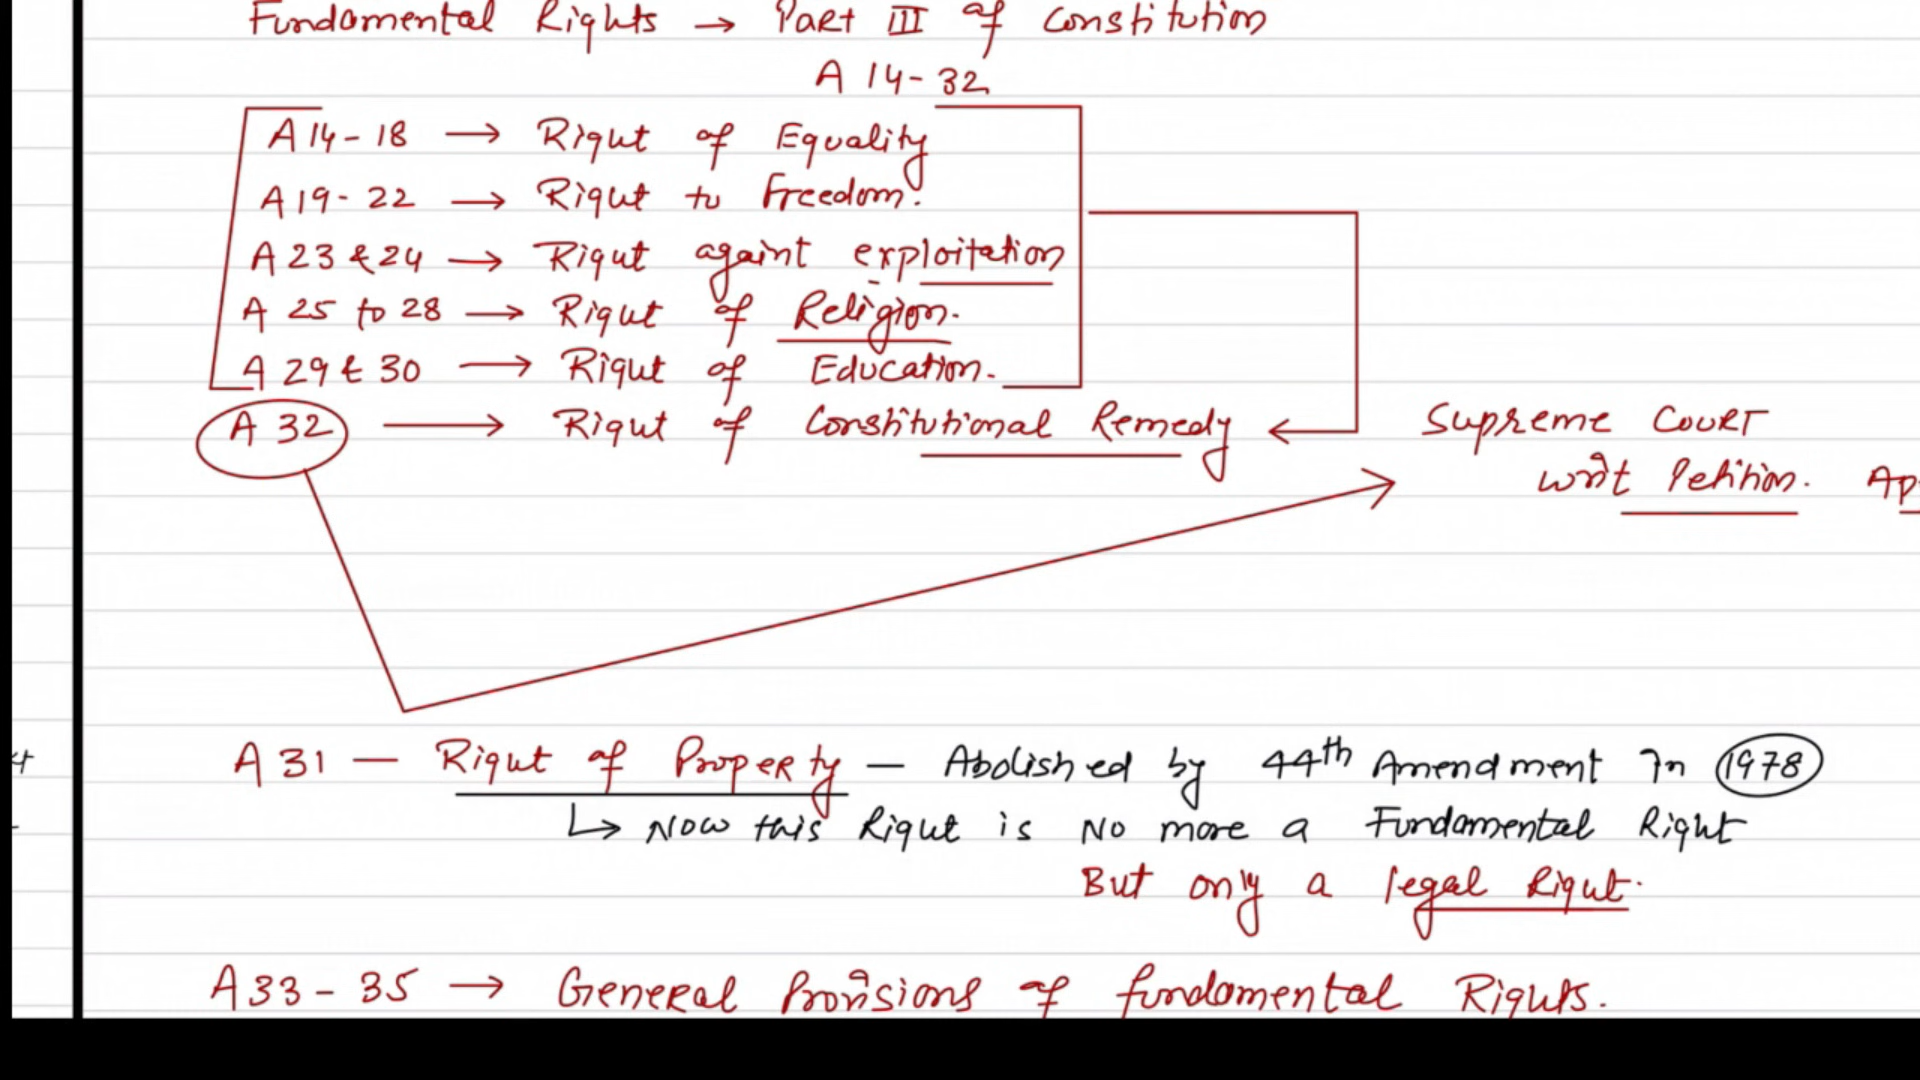 Fundamental Rights → Part III of Constitution
A 14-32
A 14-18 → Right of Equality
A 19-22 → Right to Freedom.
A 23 & 24 → Right againt exploitation
A 25 to 28 → Right of Religion.
A 29 & 30 → Right of Education.
A 32 → Right of Constitutional Remedy ← Supreme Court
writ Petition. Ap
A 31 — Right of Property — Abolished by 44th Amendment in 1978
↳ Now this Right is No more a Fundamental Right
But only a legal Right.
A 33-35 → General Provisions of fundamental Rights.